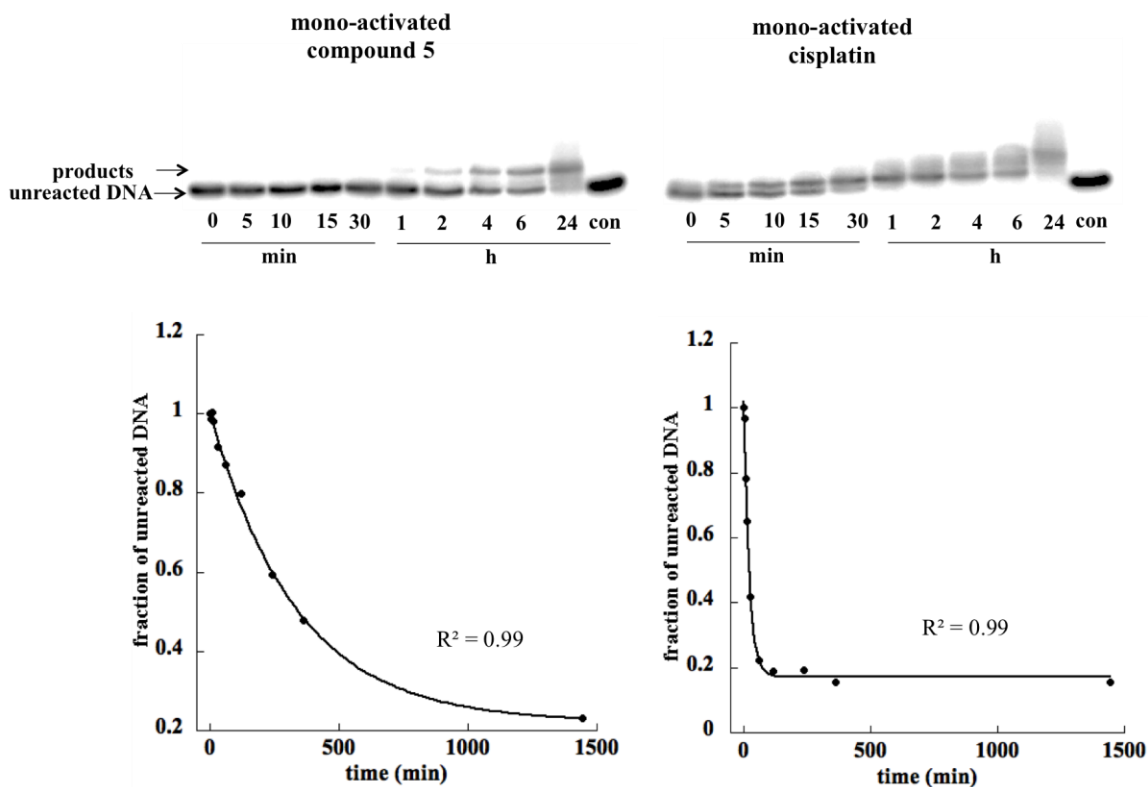 mono-activated
compound 5
mono-activated
cisplatin
products
unreacted DNA
0 5 10 15 30 1 2 4 6 24 con
min h
0 5 10 15 30 1 2 4 6 24 con
min h
1.2
1
0.8
0.6
0.4
0.2
fraction of unreacted DNA
R² = 0.99
0 500 1000 1500
time (min)
1.2
1
0.8
0.6
0.4
0.2
0
fraction of unreacted DNA
R² = 0.99
0 500 1000 1500
time (min)